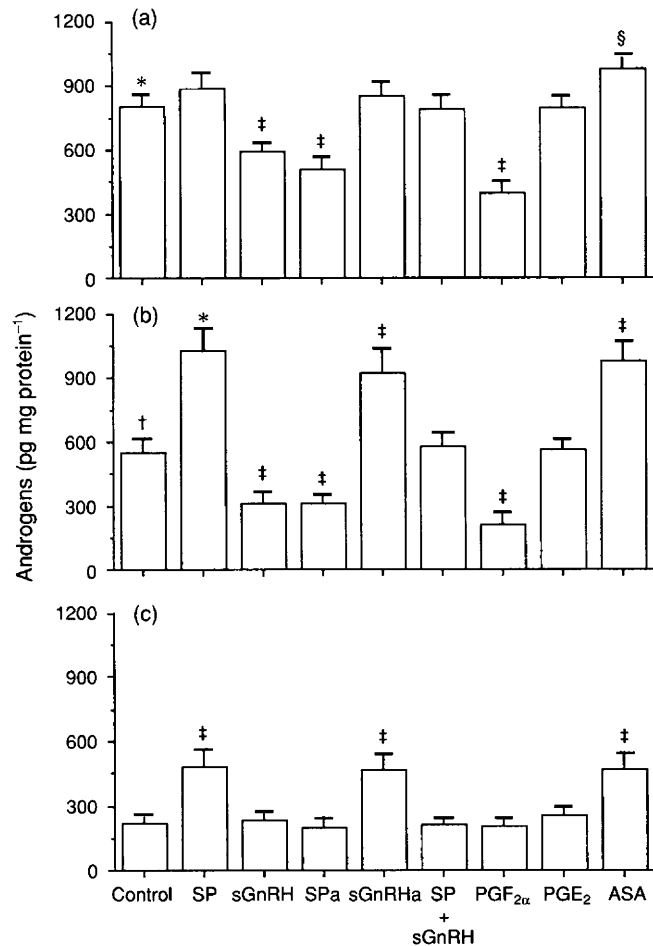 (a)
1200
900
600
300
0
* ‡ ‡ ‡ §
(b)
1200
900
600
300
0
† * ‡ ‡ ‡ ‡ ‡
(c)
1200
900
600
300
0
‡ ‡ ‡
Androgens (pg mg protein⁻¹)
Control SP sGnRH SPa sGnRHa SP + sGnRH PGF₂α PGE₂ ASA